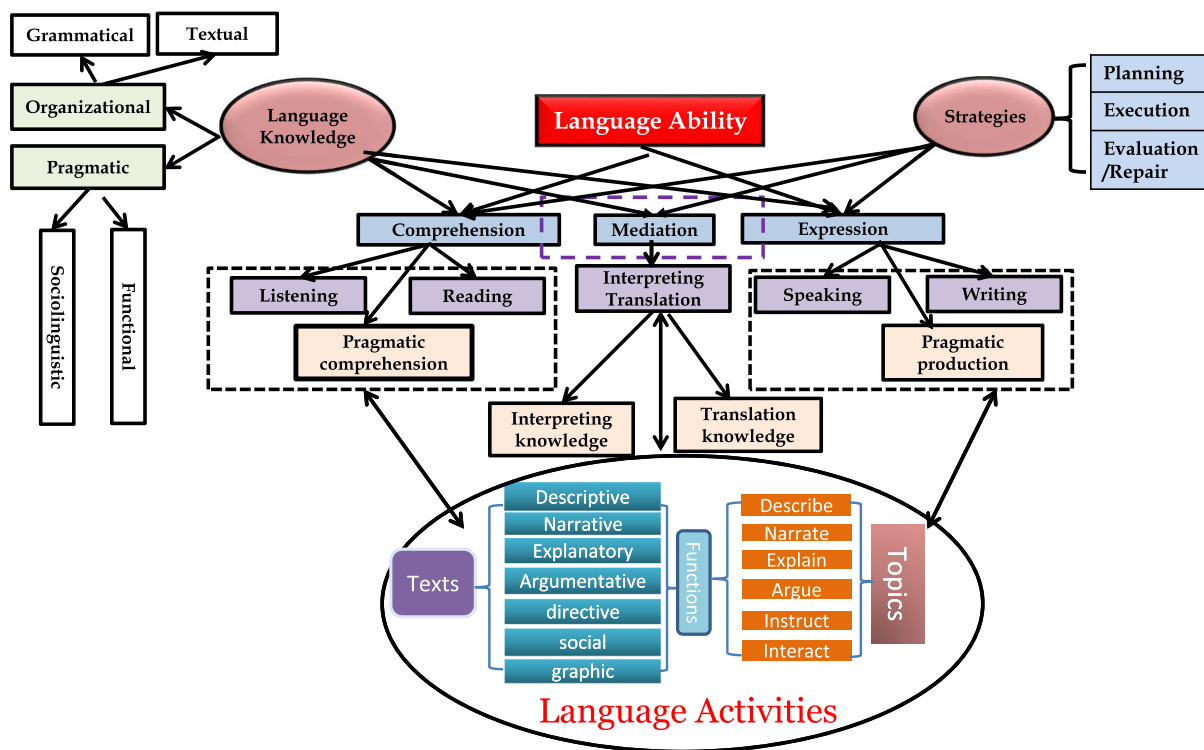 Grammatical
Textual
Organizational
Pragmatic
Sociolinguistic
Functional
Language
Knowledge
Language Ability
Strategies
Planning
Execution
Evaluation
/Repair
Comprehension
Mediation
Expression
Listening
Reading
Pragmatic
comprehension
Interpreting
Translation
Speaking
Writing
Pragmatic
production
Interpreting
knowledge
Translation
knowledge
Texts
Descriptive
Narrative
Explanatory
Argumentative
directive
social
graphic
Functions
Describe
Narrate
Explain
Argue
Instruct
Interact
Topics
Language Activities